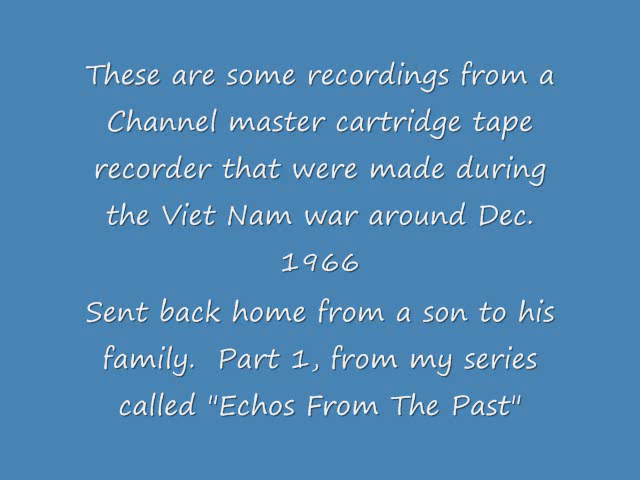 These are some recordings from a
Channel master cartridge tape
recorder that were made during
the Viet Nam war around Dec.
1966
Sent back home from a son to his
family.  Part 1, from my series
called "Echos From The Past"